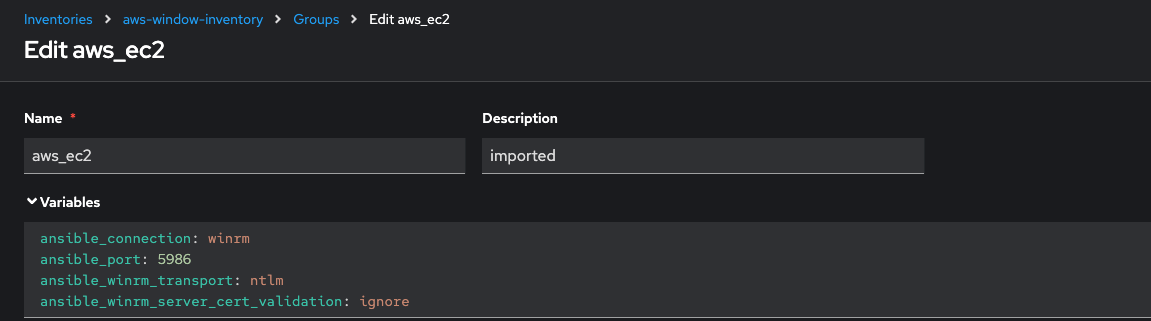 Inventories > aws-window-inventory > Groups > Edit aws_ec2
Edit aws_ec2
Name * Description
aws_ec2 imported
Variables
ansible_connection: winrm
ansible_port: 5986
ansible_winrm_transport: ntlm
ansible_winrm_server_cert_validation: ignore